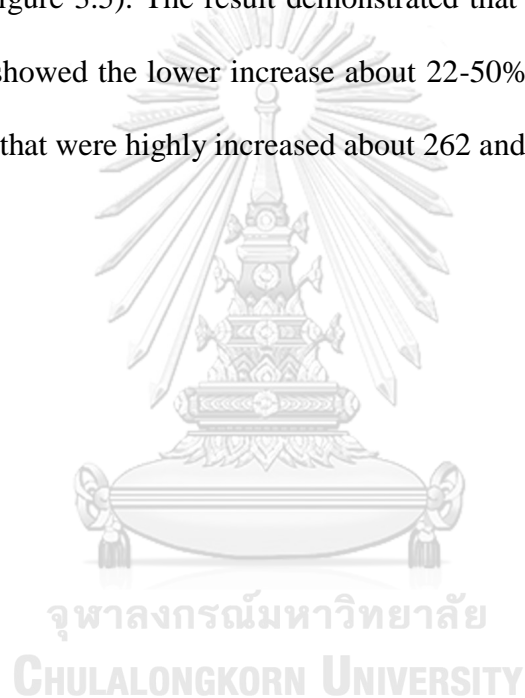 gure 3.5). The result demonstrated that
showed the lower increase about 22-50%
that were highly increased about 262 and
จุฬาลงกรณ์มหาวิทยาลัย
CHULALONGKORN UNIVERSITY